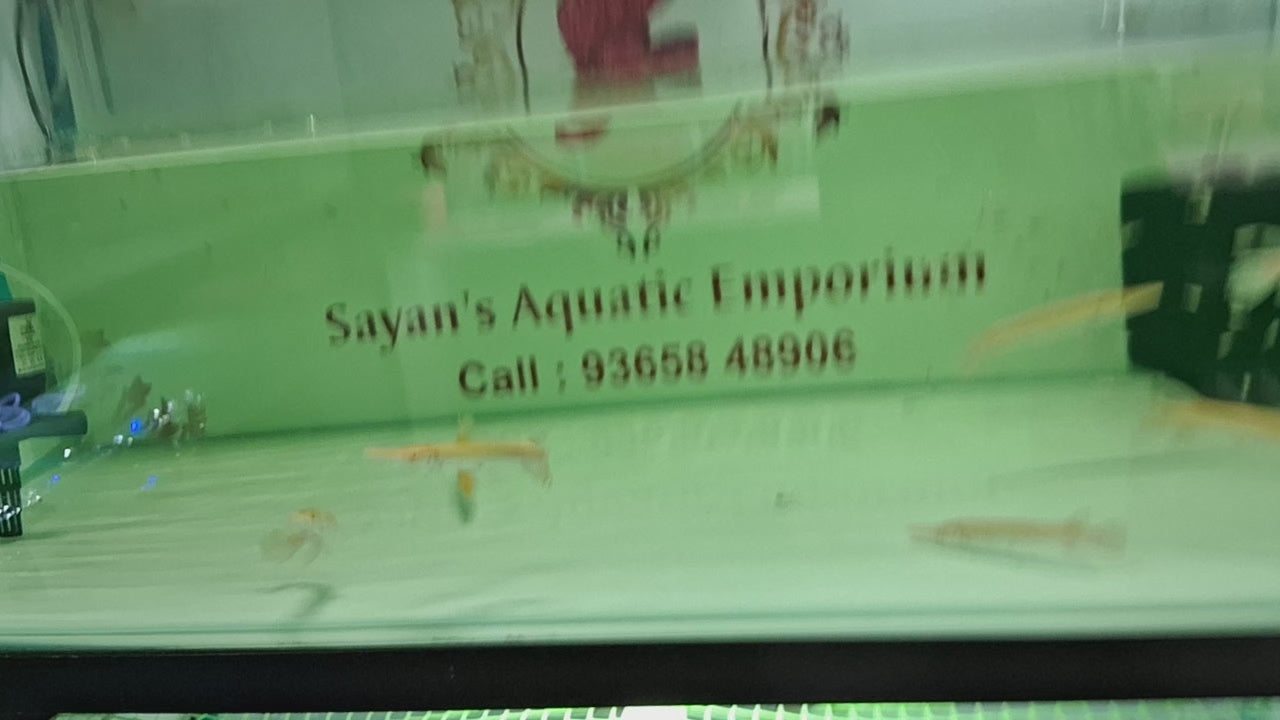 Sayan's Aquatic Emporium
Call : 93658 48906